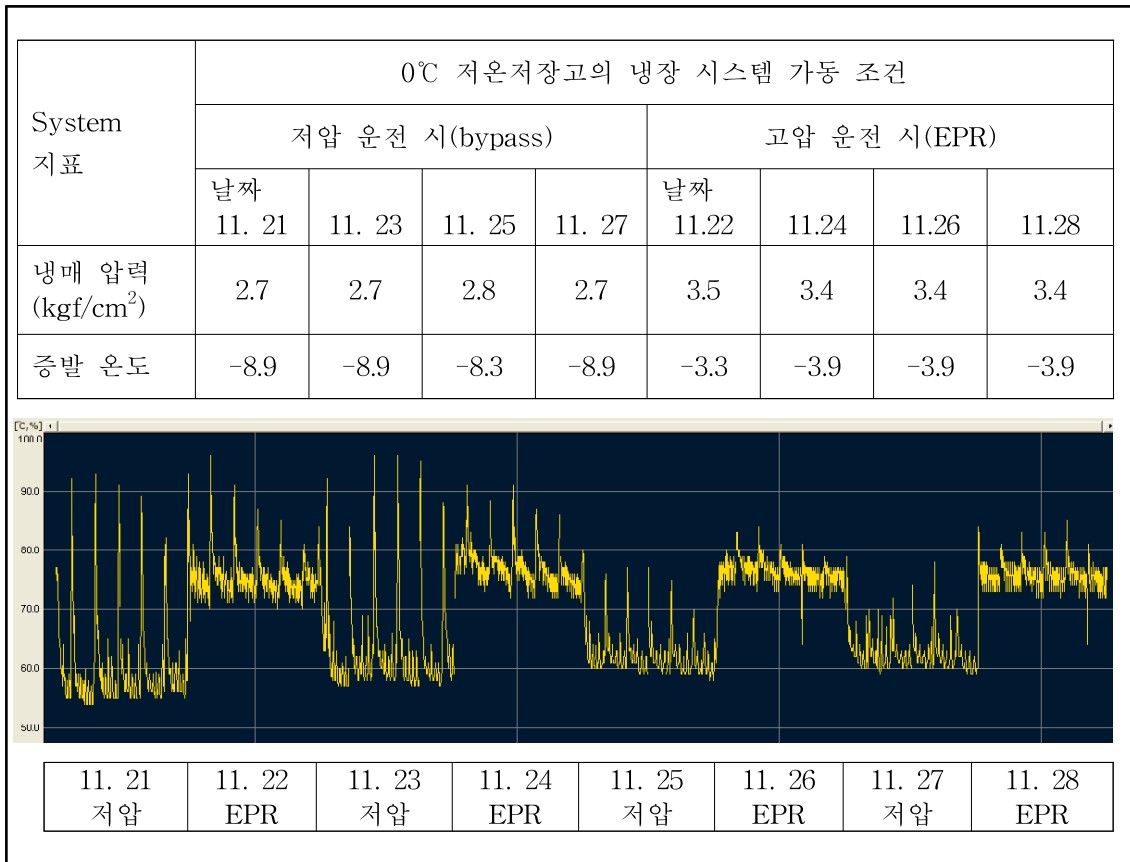 System
지표
0℃ 저온저장고의 냉장 시스템 가동 조건
저압 운전 시(bypass)
고압 운전 시(EPR)
날짜
11. 21
11. 23
11. 25
11. 27
날짜
11.22
11.24
11.26
11.28
냉매 압력
(kgf/cm²)
2.7
2.7
2.8
2.7
3.5
3.4
3.4
3.4
증발 온도
-8.9
-8.9
-8.3
-8.9
-3.3
-3.9
-3.9
-3.9
[℃,%]
100.0
90.0
80.0
70.0
60.0
50.0
11. 21
저압
11. 22
EPR
11. 23
저압
11. 24
EPR
11. 25
저압
11. 26
EPR
11. 27
저압
11. 28
EPR